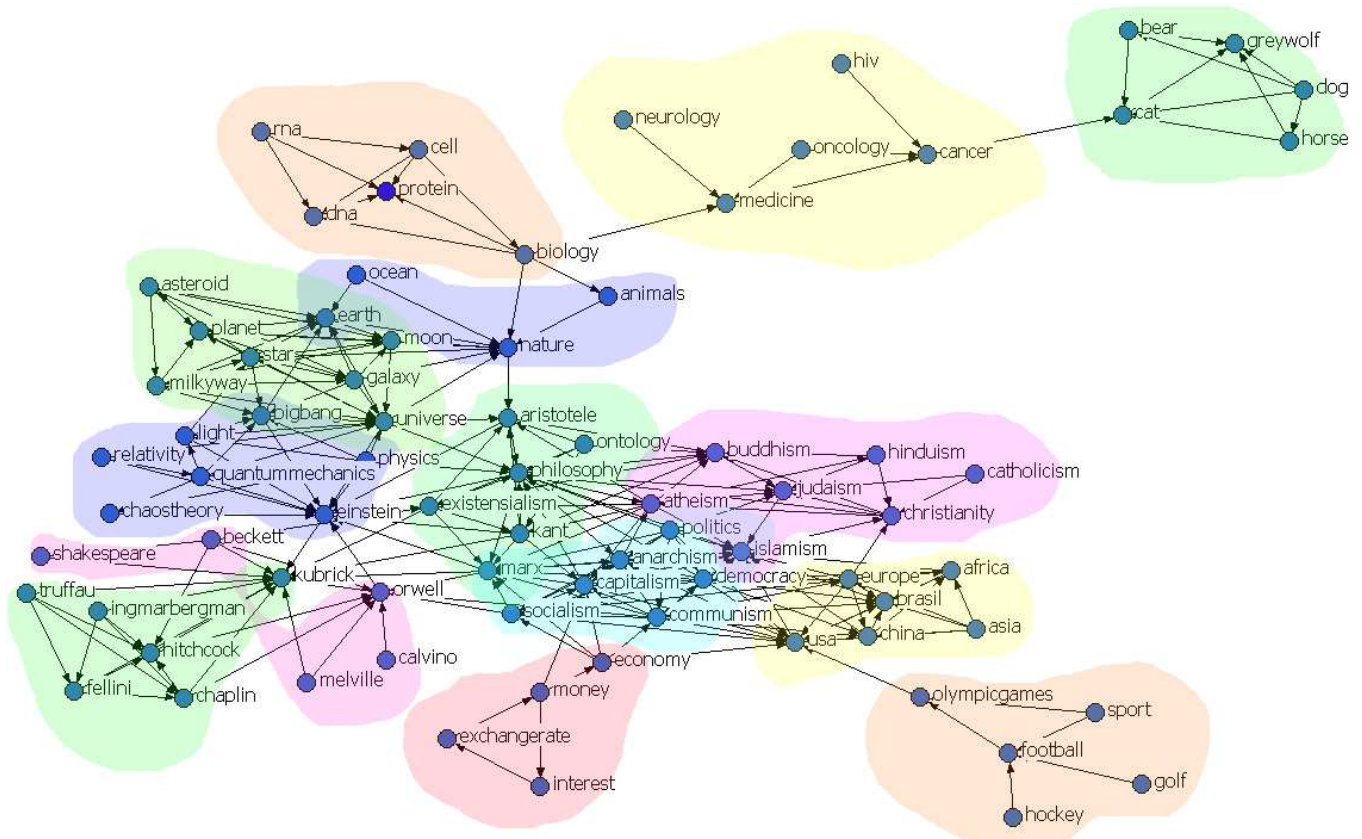 bear
greywolf
hiv
dog
neurology
cat
rna
cell
oncology
cancer
horse
protein
medicine
dna
biology
ocean
asteroid
animals
earth
planet
moon
nature
star
milkyway
galaxy
bigbang
universe
aristotele
light
ontology
relativity
physics
buddhism
hinduism
quantummechanics
philosophy
catholicism
judaism
existensialism
atheism
chaostheory
einstein
christianity
beckett
kant
politics
shakespeare
anarchism
islamism
kubrick
marx
africa
truffau
orwell
capitalism
democracy
europe
ingmarbergman
socialism
communism
brasil
hitchcock
usa
china
asia
calvino
economy
fellini
melville
chaplin
money
olympicgames
sport
exchangerate
football
interest
golf
hockey